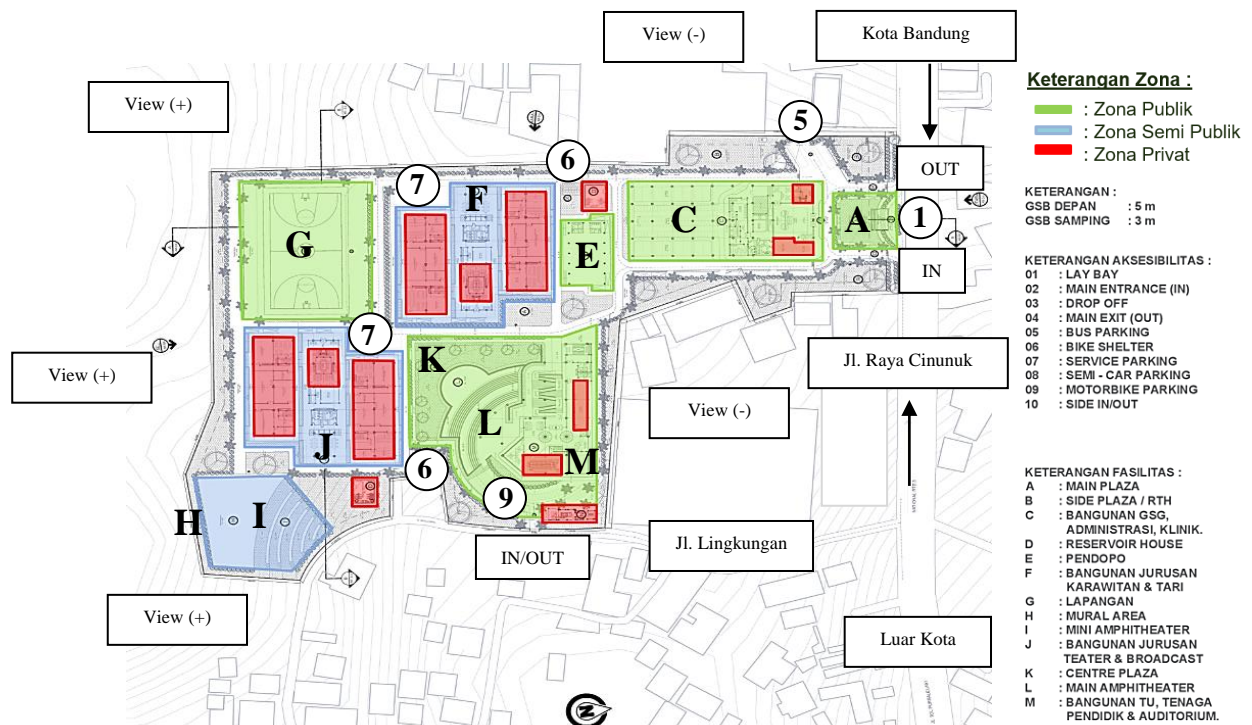 View (-)
Kota Bandung
View (+)
5
6
7
F
OUT
C
A
1
G
E
IN
7
K
View (+)
Jl. Raya Cinunuk
View (-)
L
J
M
6
9
H
I
IN/OUT
Jl. Lingkungan
View (+)
Luar Kota
N
Keterangan Zona :
: Zona Publik
: Zona Semi Publik
: Zona Privat
KETERANGAN :
GSB DEPAN : 5 m
GSB SAMPING : 3 m
KETERANGAN AKSESIBILITAS :
01 : LAY BAY
02 : MAIN ENTRANCE (IN)
03 : DROP OFF
04 : MAIN EXIT (OUT)
05 : BUS PARKING
06 : BIKE SHELTER
07 : SERVICE PARKING
08 : SEMI - CAR PARKING
09 : MOTORBIKE PARKING
10 : SIDE IN/OUT
KETERANGAN FASILITAS :
A : MAIN PLAZA
B : SIDE PLAZA / RTH
C : BANGUNAN GSG,
ADMINISTRASI, KLINIK.
D : RESERVOIR HOUSE
E : PENDOPO
F : BANGUNAN JURUSAN
KARAWITAN & TARI
G : LAPANGAN
H : MURAL AREA
I : MINI AMPHITHEATER
J : BANGUNAN JURUSAN
TEATER & BROADCAST
K : CENTRE PLAZA
L : MAIN AMPHITHEATER
M : BANGUNAN TU, TENAGA
PENDDIK & AUDITORIUM.